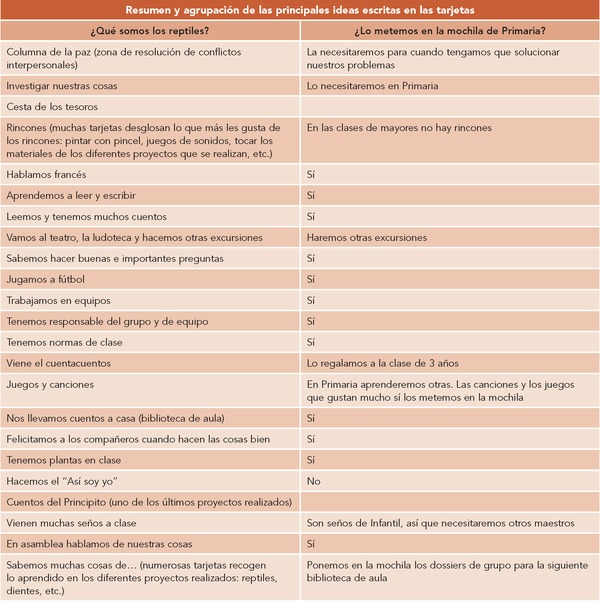 Resumen y agrupación de las principales ideas escritas en las tarjetas
¿Qué somos los reptiles?
¿Lo metemos en la mochila de Primaria?
Columna de la paz (zona de resolución de conflictos
interpersonales)
La necesitaremos para cuando tengamos que solucionar
nuestros problemas
Investigar nuestras cosas
Lo necesitaremos en Primaria
Cesta de los tesoros
Rincones (muchas tarjetas desglosan lo que más les gusta de
los rincones: pintar con pincel, juegos de sonidos, tocar los
materiales de los diferentes proyectos que se realizan, etc.)
En las clases de mayores no hay rincones
Hablamos francés
Sí
Aprendemos a leer y escribir
Sí
Leemos y tenemos muchos cuentos
Sí
Vamos al teatro, la ludoteca y hacemos otras excursiones
Haremos otras excursiones
Sabemos hacer buenas e importantes preguntas
Sí
Jugamos a fútbol
Sí
Trabajamos en equipos
Sí
Tenemos responsable del grupo y de equipo
Sí
Tenemos normas de clase
Sí
Viene el cuentacuentos
Lo regalamos a la clase de 3 años
Juegos y canciones
En Primaria aprenderemos otras. Las canciones y los juegos
que gustan mucho sí los metemos en la mochila
Nos llevamos cuentos a casa (biblioteca de aula)
Sí
Felicitamos a los compañeros cuando hacen las cosas bien
Sí
Tenemos plantas en clase
Sí
Hacemos el “Así soy yo”
No
Cuentos del Principito (uno de los últimos proyectos realizados)
Vienen muchas seños a clase
Son seños de Infantil, así que necesitaremos otros maestros
En asamblea hablamos de nuestras cosas
Sí
Sabemos muchas cosas de… (numerosas tarjetas recogen
lo aprendido en los diferentes proyectos realizados: reptiles,
dientes, etc.)
Ponemos en la mochila los dossiers de grupo para la siguiente
biblioteca de aula